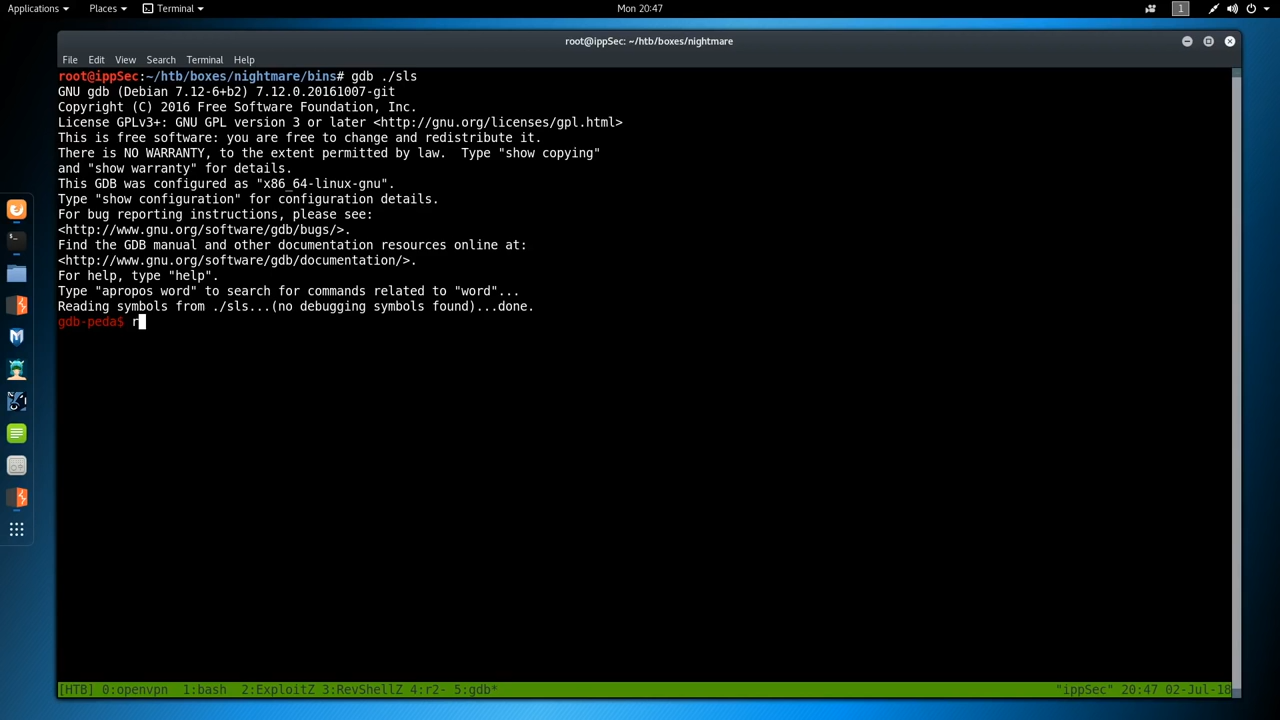 Applications Places Terminal Mon 20:47 1
root@ippSec: ~/htb/boxes/nightmare
File Edit View Search Terminal Help
root@ippSec:~/htb/boxes/nightmare/bins# gdb ./sls
GNU gdb (Debian 7.12-6+b2) 7.12.0.20161007-git
Copyright (C) 2016 Free Software Foundation, Inc.
License GPLv3+: GNU GPL version 3 or later <http://gnu.org/licenses/gpl.html>
This is free software: you are free to change and redistribute it.
There is NO WARRANTY, to the extent permitted by law.  Type "show copying"
and "show warranty" for details.
This GDB was configured as "x86_64-linux-gnu".
Type "show configuration" for configuration details.
For bug reporting instructions, please see:
<http://www.gnu.org/software/gdb/bugs/>.
Find the GDB manual and other documentation resources online at:
<http://www.gnu.org/software/gdb/documentation/>.
For help, type "help".
Type "apropos word" to search for commands related to "word"...
Reading symbols from ./sls...(no debugging symbols found)...done.
gdb-peda$ r
[HTB] 0:openvpn  1:bash  2:ExploitZ 3:RevShellZ 4:r2- 5:gdb* "ippSec" 20:47 02-Jul-18